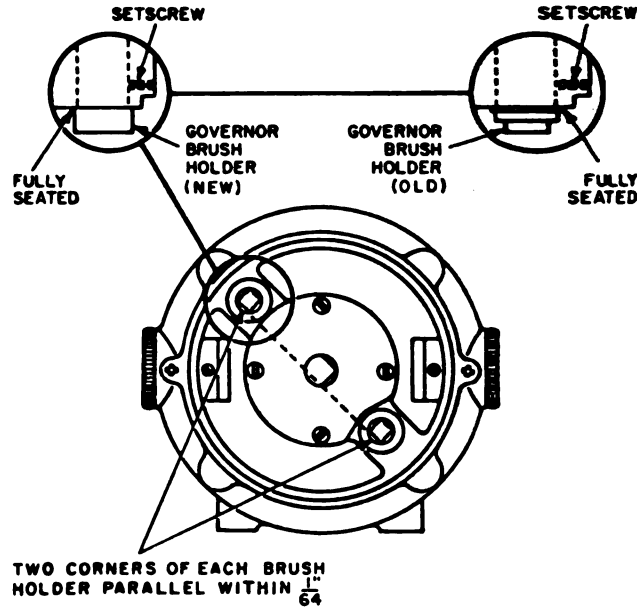 SETSCREW
SETSCREW
GOVERNOR
BRUSH
HOLDER
(NEW)
GOVERNOR
BRUSH
HOLDER
(OLD)
FULLY
SEATED
FULLY
SEATED
TWO CORNERS OF EACH BRUSH
HOLDER PARALLEL WITHIN 1"/64